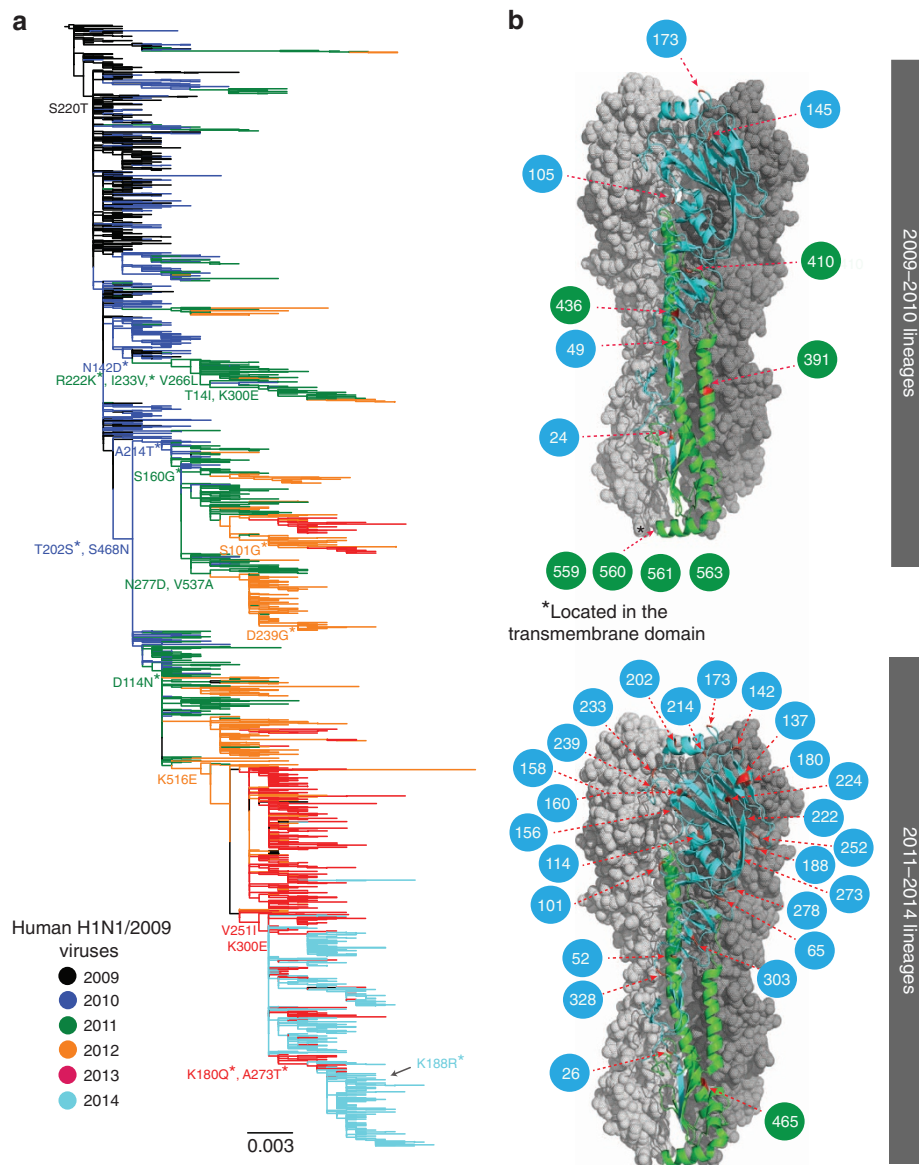 a
S220T
N142D*
R222K*, I233V,* V266L
T14I, K300E
A214T*
S160G*
T202S*, S468N
S101G*
N277D, V537A
D239G*
D114N*
K516E
V251I
K300E
K180Q*, A273T*
K188R*
Human H1N1/2009
viruses
2009
2010
2011
2012
2013
2014
0.003
b
173
145
105
410
436
49
391
24
*
559 560 561 563
*Located in the
transmembrane domain
2009–2010 lineages
202 173
233 214 142
239 137
158 180
160 224
156 222
114 252
188
101 273
278
65
52
303
328
26
465
2011–2014 lineages